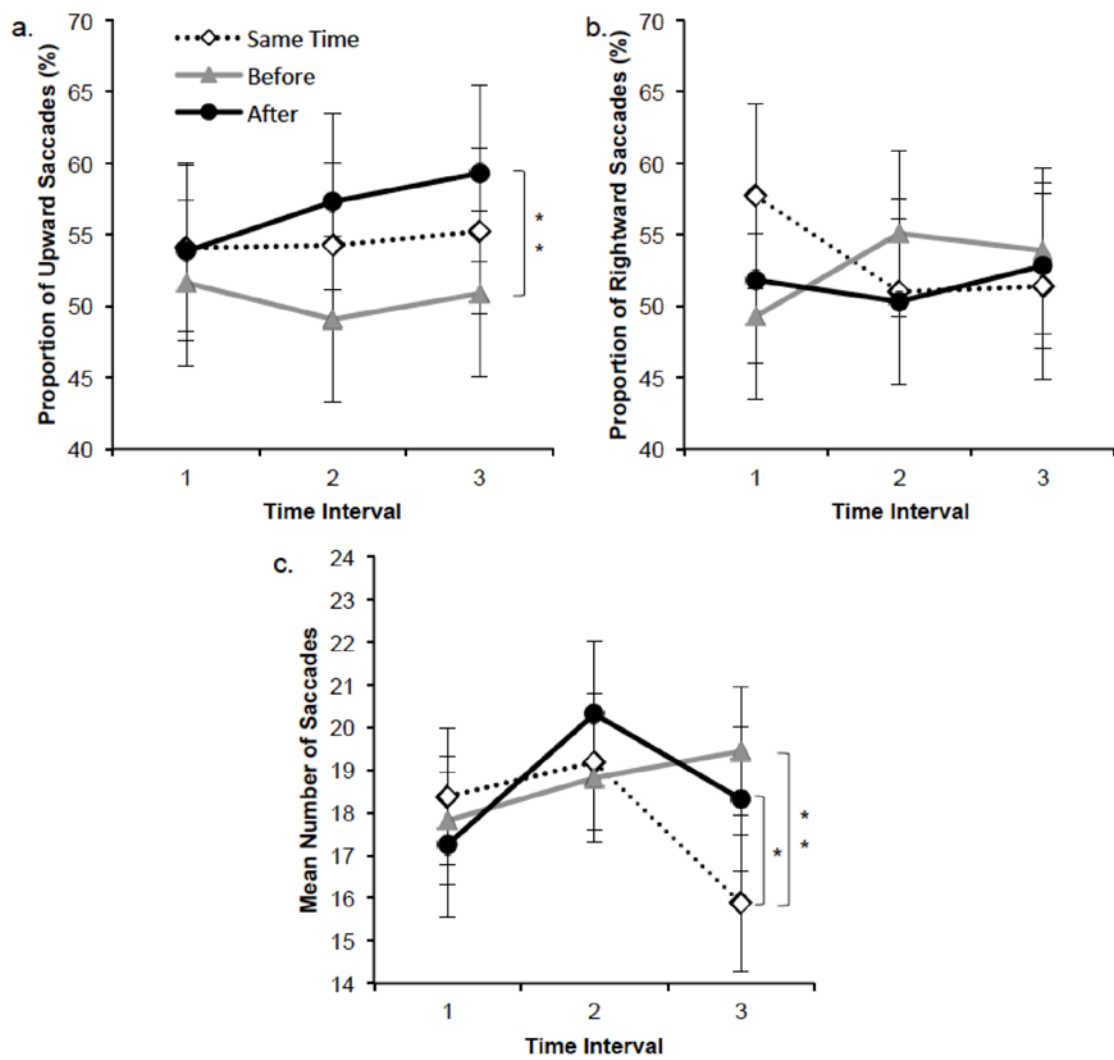 a.
Proportion of Upward Saccades (%)
70
65
60
55
50
45
40
Same Time
Before
After
*
*
1 2 3
Time Interval
b.
Proportion of Rightward Saccades (%)
70
65
60
55
50
45
40
1 2 3
Time Interval
c.
Mean Number of Saccades
24
23
22
21
20
19
18
17
16
15
14
*
*
*
1 2 3
Time Interval